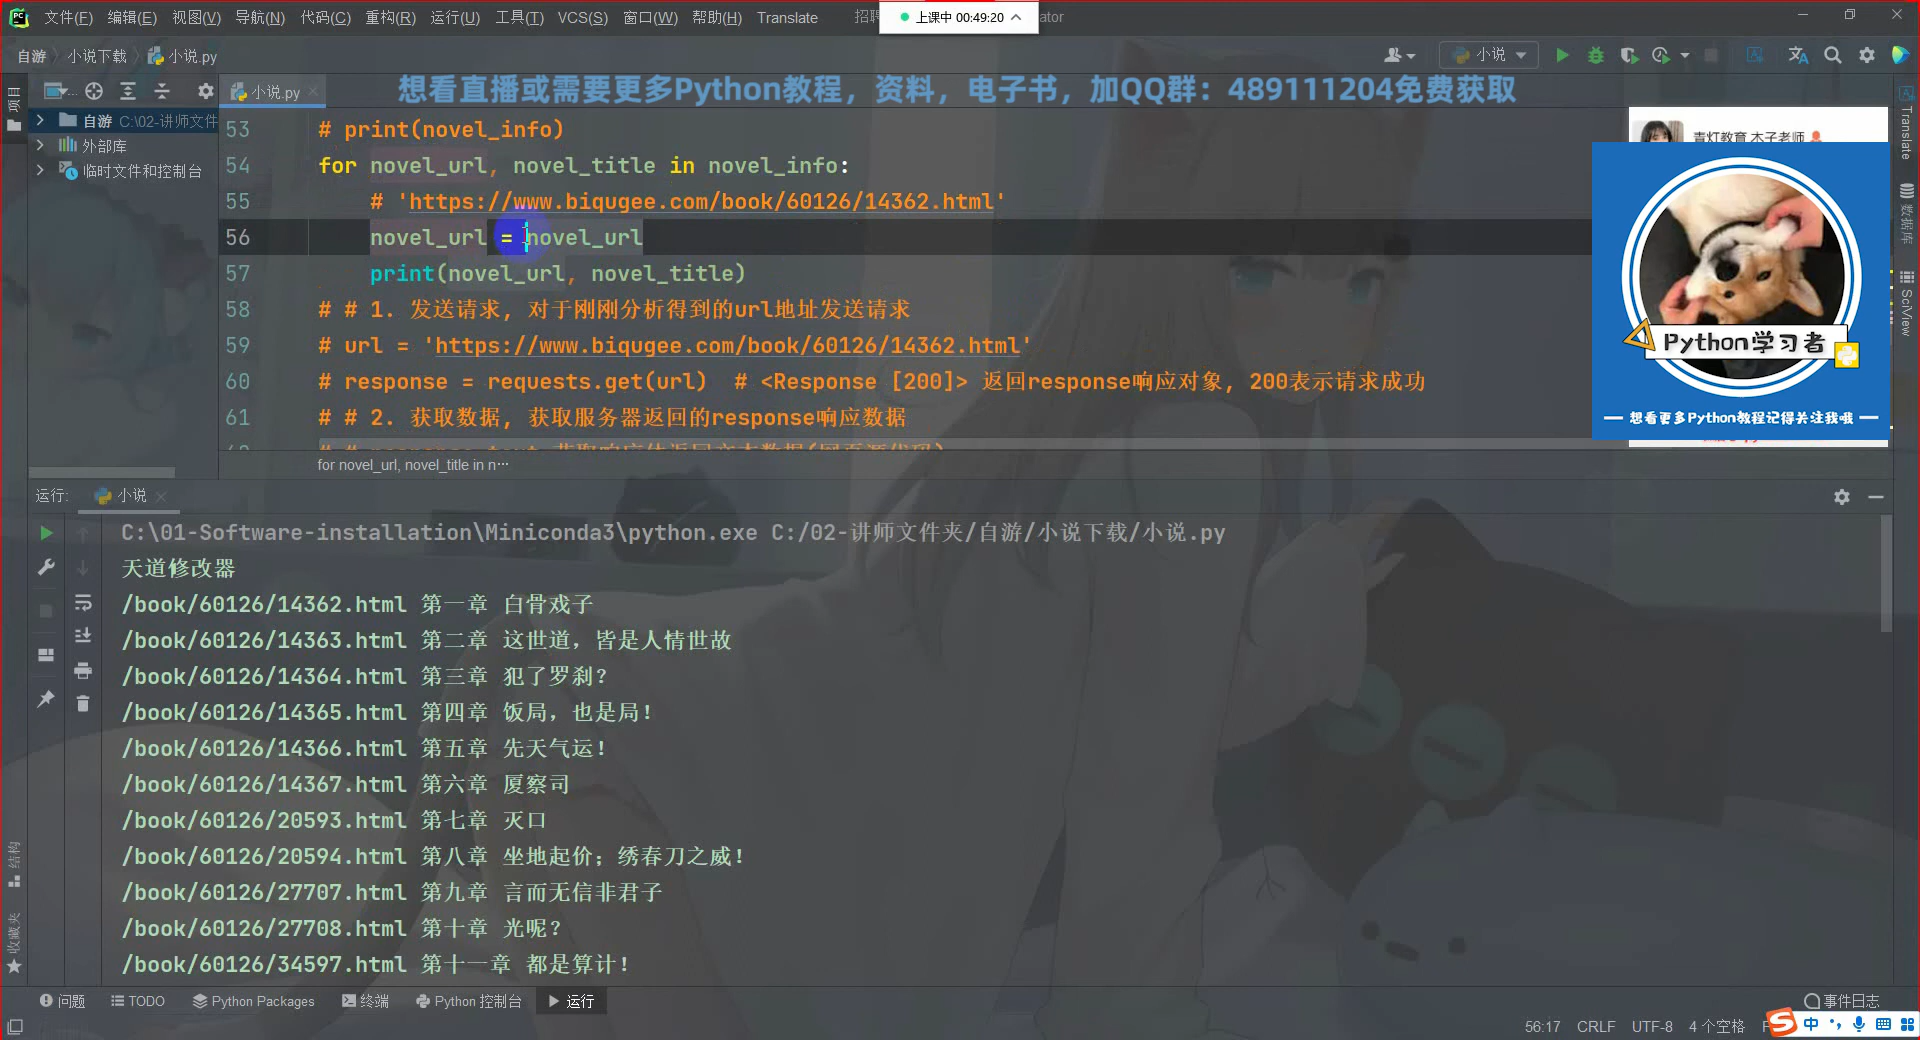 文件(F) 编辑(E) 视图(V) 导航(N) 代码(C) 重构(R) 运行(U) 工具(T) VCS(S) 窗口(W) 帮助(H) Translate
上课中 00:49:20
自游 小说下载 小说.py
小说
项目
小说.py
想看直播或需要更多Python教程，资料，电子书，加QQ群：489111204免费获取
自游 C:\02-讲师文件
外部库
临时文件和控制台
53 # print(novel_info)
54 for novel_url, novel_title in novel_info:
55 # 'https://www.biqugee.com/book/60126/14362.html'
56 novel_url = novel_url
57 print(novel_url, novel_title)
58 # # 1. 发送请求, 对于刚刚分析得到的url地址发送请求
59 # url = 'https://www.biqugee.com/book/60126/14362.html'
60 # response = requests.get(url)  # <Response [200]> 返回response响应对象, 200表示请求成功
61 # # 2. 获取数据, 获取服务器返回的response响应数据
for novel_url, novel_title in n···
青灯教育 木子老师
Python学习者
想看更多Python教程记得关注我哦
Translate
数据库
SciView
运行: 小说
C:\01-Software-installation\Miniconda3\python.exe C:/02-讲师文件夹/自游/小说下载/小说.py
天道修改器
/book/60126/14362.html 第一章 白骨戏子
/book/60126/14363.html 第二章 这世道，皆是人情世故
/book/60126/14364.html 第三章 犯了罗刹？
/book/60126/14365.html 第四章 饭局，也是局！
/book/60126/14366.html 第五章 先天气运！
/book/60126/14367.html 第六章 厦察司
/book/60126/20593.html 第七章 灭口
/book/60126/20594.html 第八章 坐地起价；绣春刀之威！
/book/60126/27707.html 第九章 言而无信非君子
/book/60126/27708.html 第十章 光呢？
/book/60126/34597.html 第十一章 都是算计！
结构
收藏夹
问题 TODO Python Packages 终端 Python 控制台 运行
事件日志
56:17 CRLF UTF-8 4 个空格
中